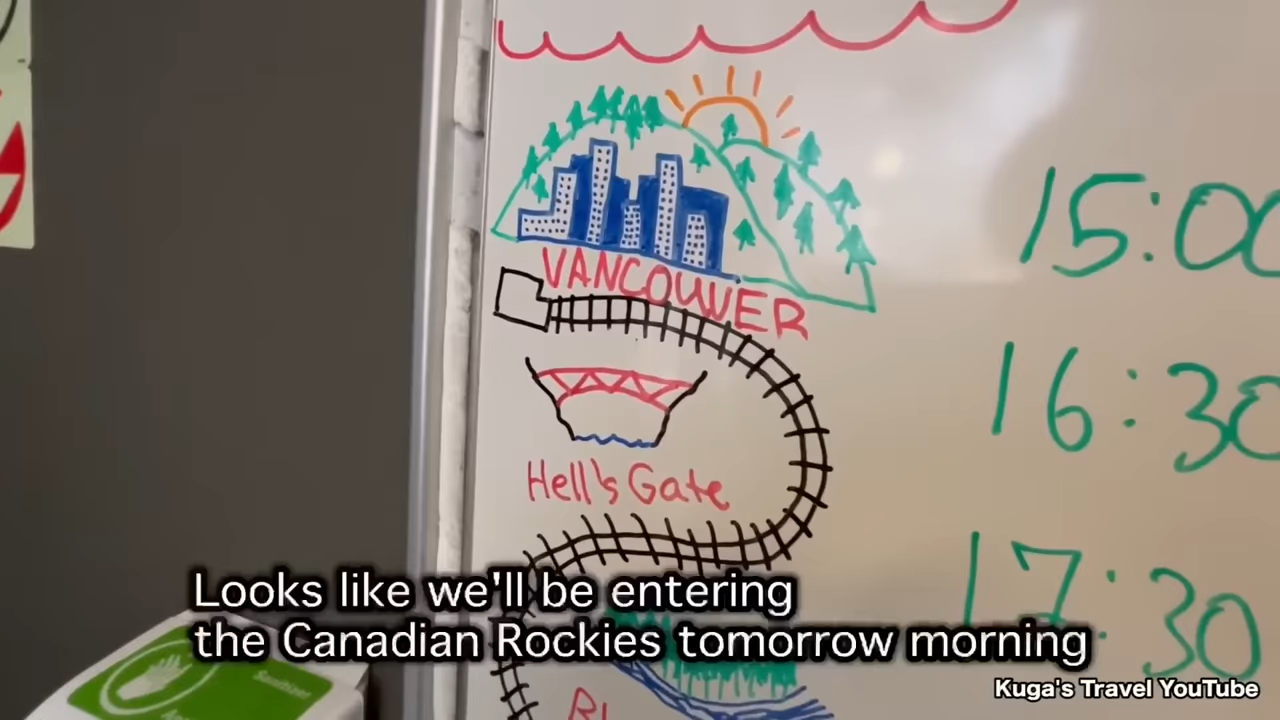 15:00
VANCOUVER
16:30
Hell's Gate
17:30
Looks like we'll be entering
the Canadian Rockies tomorrow morning
Sanitizer
Kuga's Travel YouTube